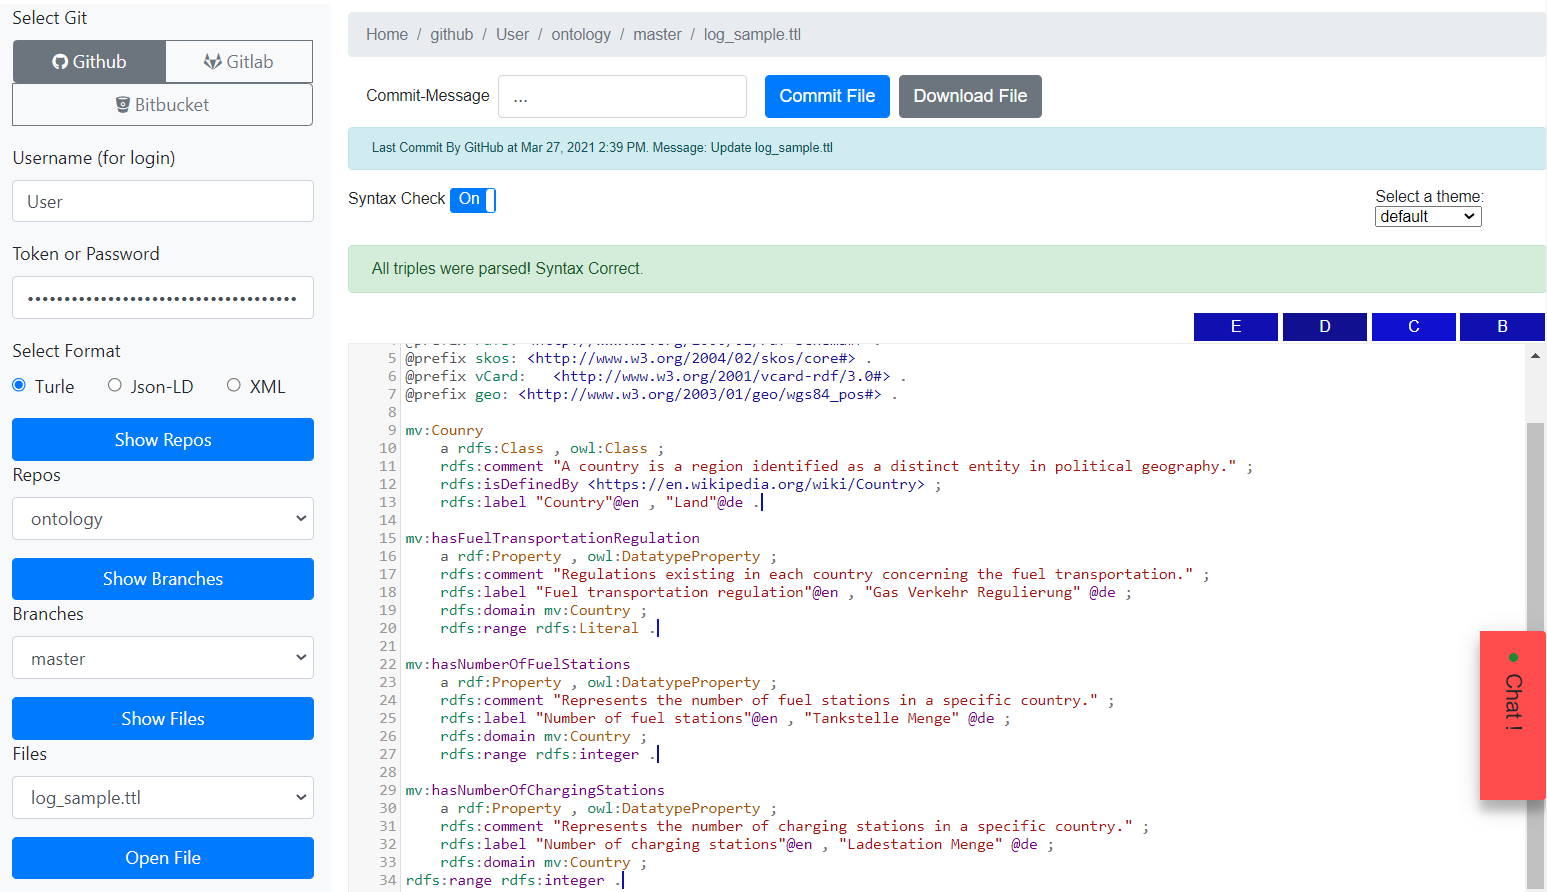 Select Git
Github
Gitlab
Bitbucket
Username (for login)
User
Token or Password
Select Format
Turle
Json-LD
XML
Show Repos
Repos
ontology
Show Branches
Branches
master
Show Files
Files
log_sample.ttl
Open File
Home / github / User / ontology / master / log_sample.ttl
Commit-Message
...
Commit File
Download File
Last Commit By GitHub at Mar 27, 2021 2:39 PM. Message: Update log_sample.ttl
Syntax Check On
Select a theme:
default
All triples were parsed! Syntax Correct.
E D C B
5 @prefix skos: <http://www.w3.org/2004/02/skos/core#> .
6 @prefix vCard:   <http://www.w3.org/2001/vcard-rdf/3.0#> .
7 @prefix geo: <http://www.w3.org/2003/01/geo/wgs84_pos#> .
8
9 mv:Counry
10     a rdfs:Class , owl:Class ;
11     rdfs:comment "A country is a region identified as a distinct entity in political geography." ;
12     rdfs:isDefinedBy <https://en.wikipedia.org/wiki/Country> ;
13     rdfs:label "Country"@en , "Land"@de .
14
15 mv:hasFuelTransportationRegulation
16     a rdf:Property , owl:DatatypeProperty ;
17     rdfs:comment "Regulations existing in each country concerning the fuel transportation." ;
18     rdfs:label "Fuel transportation regulation"@en , "Gas Verkehr Regulierung" @de ;
19     rdfs:domain mv:Country ;
20     rdfs:range rdfs:Literal .
21
22 mv:hasNumberOfFuelStations
23     a rdf:Property , owl:DatatypeProperty ;
24     rdfs:comment "Represents the number of fuel stations in a specific country." ;
25     rdfs:label "Number of fuel stations"@en , "Tankstelle Menge" @de ;
26     rdfs:domain mv:Country ;
27     rdfs:range rdfs:integer .
28
29 mv:hasNumberOfChargingStations
30     a rdf:Property , owl:DatatypeProperty ;
31     rdfs:comment "Represents the number of charging stations in a specific country." ;
32     rdfs:label "Number of charging stations"@en , "Ladestation Menge" @de ;
33     rdfs:domain mv:Country ;
34 rdfs:range rdfs:integer .
Chat !